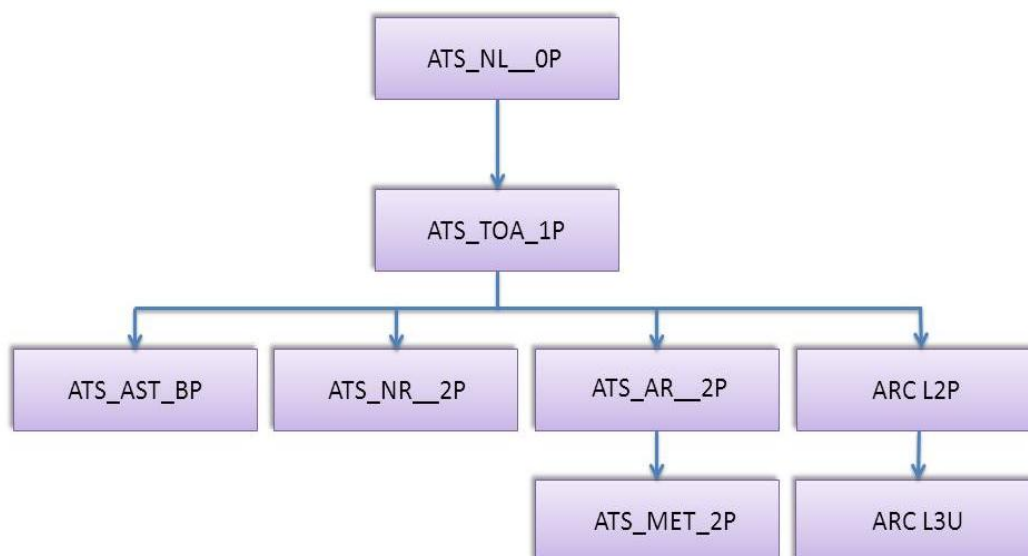 ATS_NL__0P
ATS_TOA_1P
ATS_AST_BP
ATS_NR__2P
ATS_AR__2P
ARC L2P
ATS_MET_2P
ARC L3U